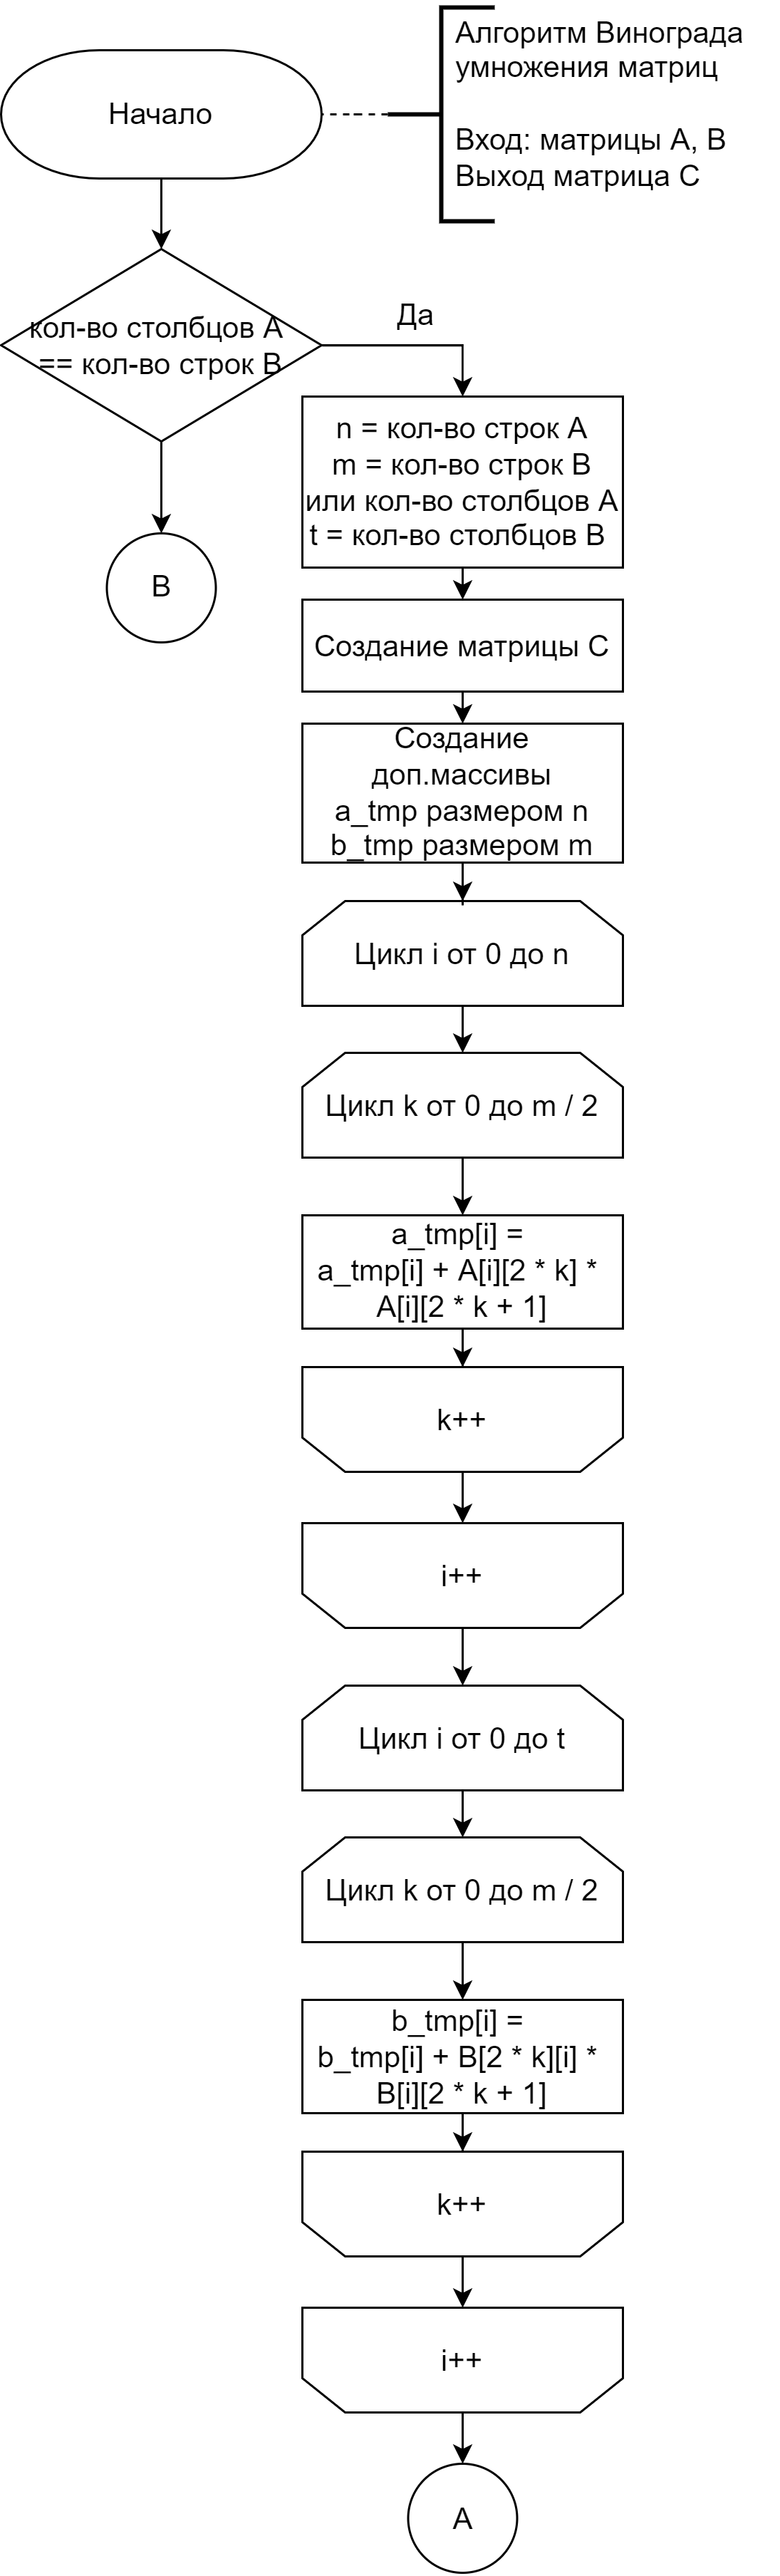 Алгоритм Винограда
умножения матриц
Вход: матрицы A, B
Выход матрица C
Начало
кол-во столбцов A
== кол-во строк B
Да
B
n = кол-во строк A
m = кол-во строк B
или кол-во столбцов A
t = кол-во столбцов B
Создание матрицы C
Создание
доп.массивы
a_tmp размером n
b_tmp размером m
Цикл i от 0 до n
Цикл k от 0 до m / 2
a_tmp[i] =
a_tmp[i] + A[i][2 * k] *
A[i][2 * k + 1]
k++
i++
Цикл i от 0 до t
Цикл k от 0 до m / 2
b_tmp[i] =
b_tmp[i] + B[2 * k][i] *
B[i][2 * k + 1]
k++
i++
A